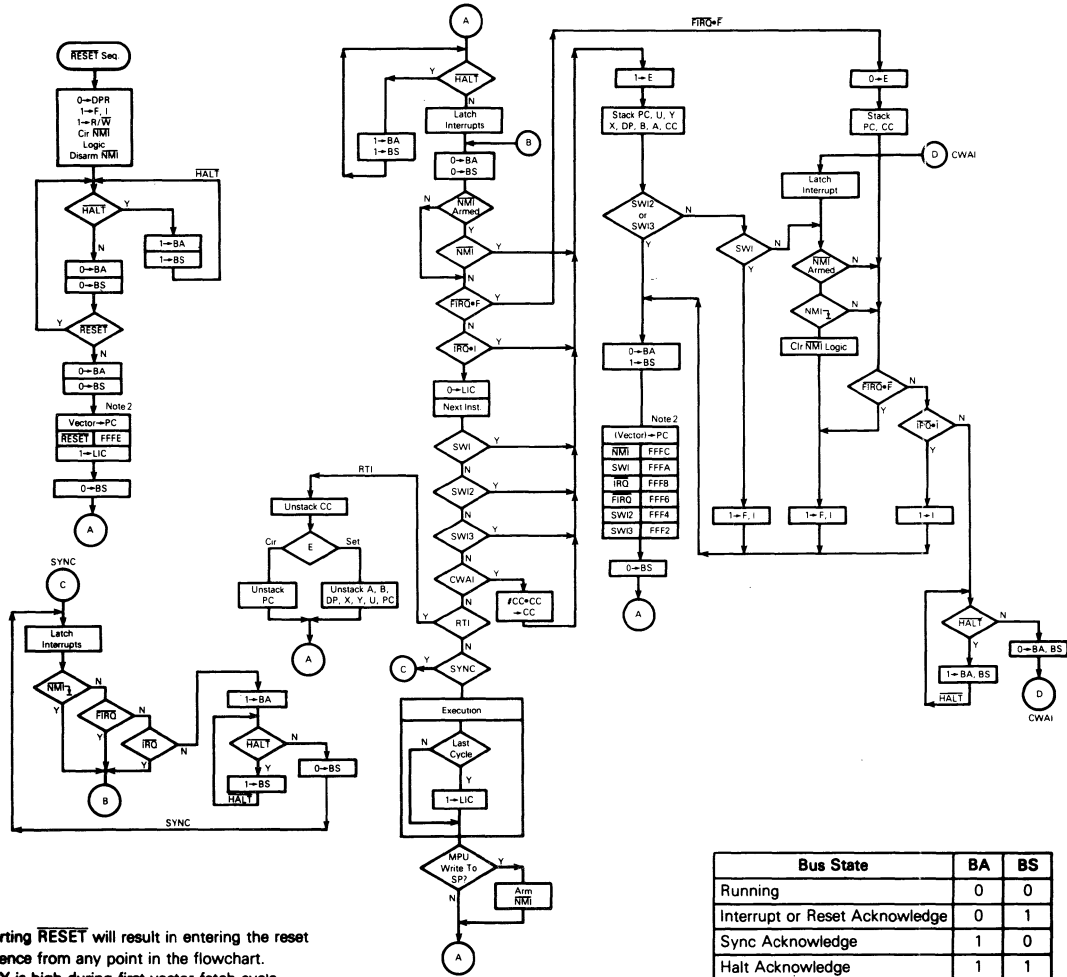 RESET Seq.
0→DPR
1→F, I
1→R/W
Clr NMI
Logic
Disarm NMI
HALT
HALT
Y
N
1→BA
1→BS
0→BA
0→BS
RESET
Y
N
0→BA
0→BS
Note 2
Vector→PC
RESET FFFE
1→LIC
0→BS
A
SYNC
C
Latch
Interrupts
NMI
N
Y
FIRQ
N
Y
IRQ
N
Y
B
1→BA
HALT
N
Y
1→BS
HALT
0→BS
SYNC
A
HALT
Y
N
1→BA
1→BS
Latch
Interrupts
B
0→BA
0→BS
NMI
Armed
N
Y
NMI
Y
N
FIRQ•F
Y
N
IRQ•I
Y
N
0→LIC
Next Inst.
SWI
Y
N
SWI2
Y
N
SWI3
Y
N
CWAI
Y
N
#CC•CC
→CC
RTI
Y
N
SYNC
Y
C
N
RTI
Unstack CC
Clr
E
Set
Unstack
PC
Unstack A, B,
DP, X, Y, U, PC
A
Execution
Last
Cycle
N
Y
1→LIC
MPU
Write To
SP?
Y
N
Arm
NMI
A
FIRQ•F
1→E
Stack PC, U, Y
X, DP, B, A, CC
SWI2
or
SWI3
N
Y
SWI
N
Y
0→BA
1→BS
Note 2
(Vector)→PC
NMI FFFC
SWI FFFA
IRQ FFF8
FIRQ FFF6
SWI2 FFF4
SWI3 FFF2
0→BS
A
0→E
Stack
PC, CC
D CWAI
Latch
Interrupt
NMI
Armed
N
Y
NMI
N
Clr NMI Logic
FIRQ•F
N
Y
IRQ•I
N
Y
1→F, I
1→F, I
1→I
HALT
N
Y
1→BA, BS
HALT
0→BA, BS
D
CWAI
rting RESET will result in entering the reset
ence from any point in the flowchart.
Y is high during first vector fetch cycle
Bus State BA BS
Running 0 0
Interrupt or Reset Acknowledge 0 1
Sync Acknowledge 1 0
Halt Acknowledge 1 1